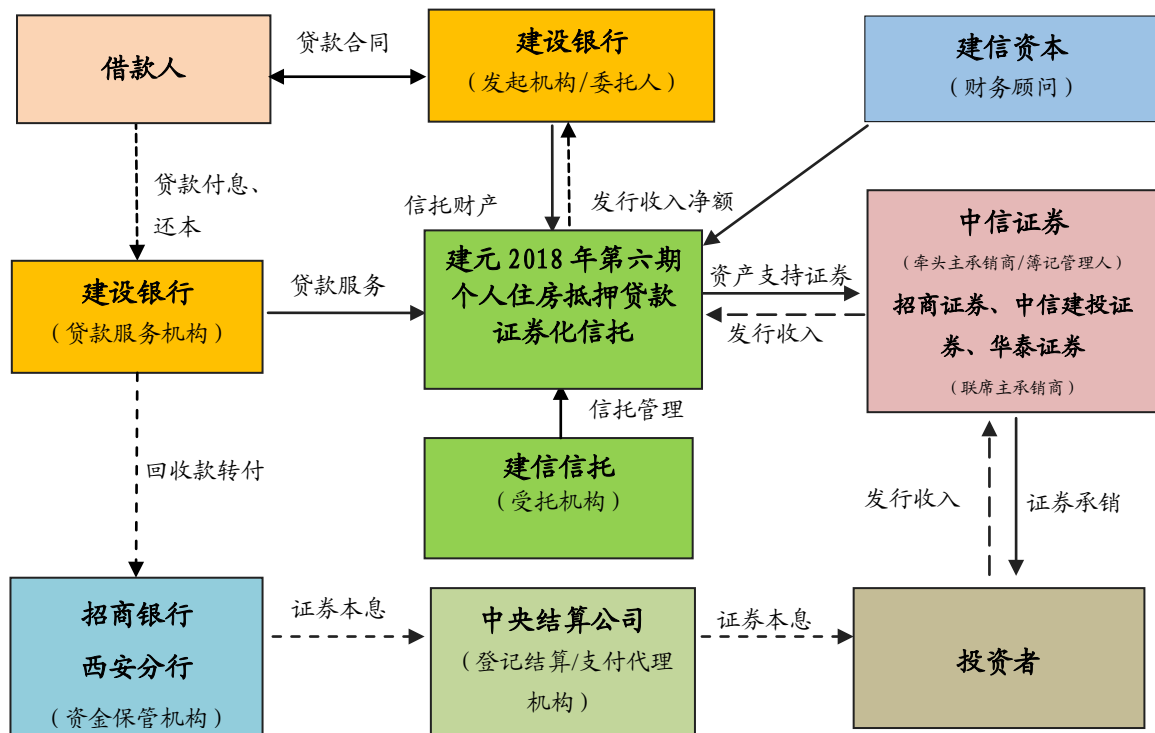 借款人
贷款合同
建设银行
（发起机构/委托人）
建信资本
（财务顾问）
贷款付息、
还本
信托财产
发行收入净额
建设银行
（贷款服务机构）
贷款服务
建元 2018 年第六期
个人住房抵押贷款
证券化信托
资产支持证券
发行收入
中信证券
（牵头主承销商/簿记管理人）
招商证券、中信建投证
券、华泰证券
（联席主承销商）
信托管理
建信信托
（受托机构）
回收款转付
发行收入
证券承销
招商银行
西安分行
（资金保管机构）
证券本息
中央结算公司
（登记结算/支付代理
机构）
证券本息
投资者